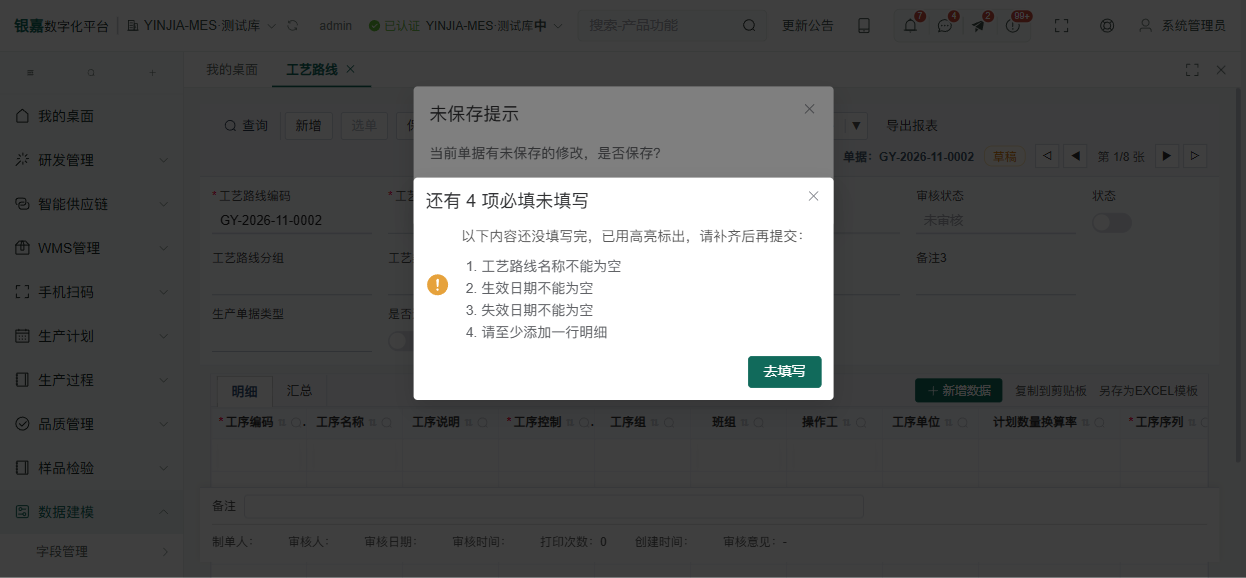 银嘉数字化平台
YINJIA-MES·测试库
admin
已认证 YINJIA-MES·测试库中
搜索-产品功能
更新公告
7
4
2
99+
系统管理员
我的桌面
工艺路线
我的桌面
研发管理
智能供应链
WMS管理
手机扫码
生产计划
生产过程
品质管理
样品检验
数据建模
字段管理
查询
新增
选单
导出报表
单据：GY-2026-11-0002
草稿
第 1/8 张
未保存提示
当前单据有未保存的修改，是否保存?
还有 4 项必填未填写
以下内容还没填写完，已用高亮标出，请补齐后再提交：
1. 工艺路线名称不能为空
2. 生效日期不能为空
3. 失效日期不能为空
4. 请至少添加一行明细
去填写
* 工艺路线编码
GY-2026-11-0002
审核状态
未审核
状态
工艺路线分组
备注3
生产单据类型
是否
明细
汇总
新增数据
复制到剪贴板
另存为EXCEL模板
* 工序编码
工序名称
工序说明
* 工序控制
工序组
班组
操作工
工序单位
计划数量换算率
* 工序序列
备注
制单人：
审核人：
审核日期：
审核时间：
打印次数：0
创建时间：
审核意见：-